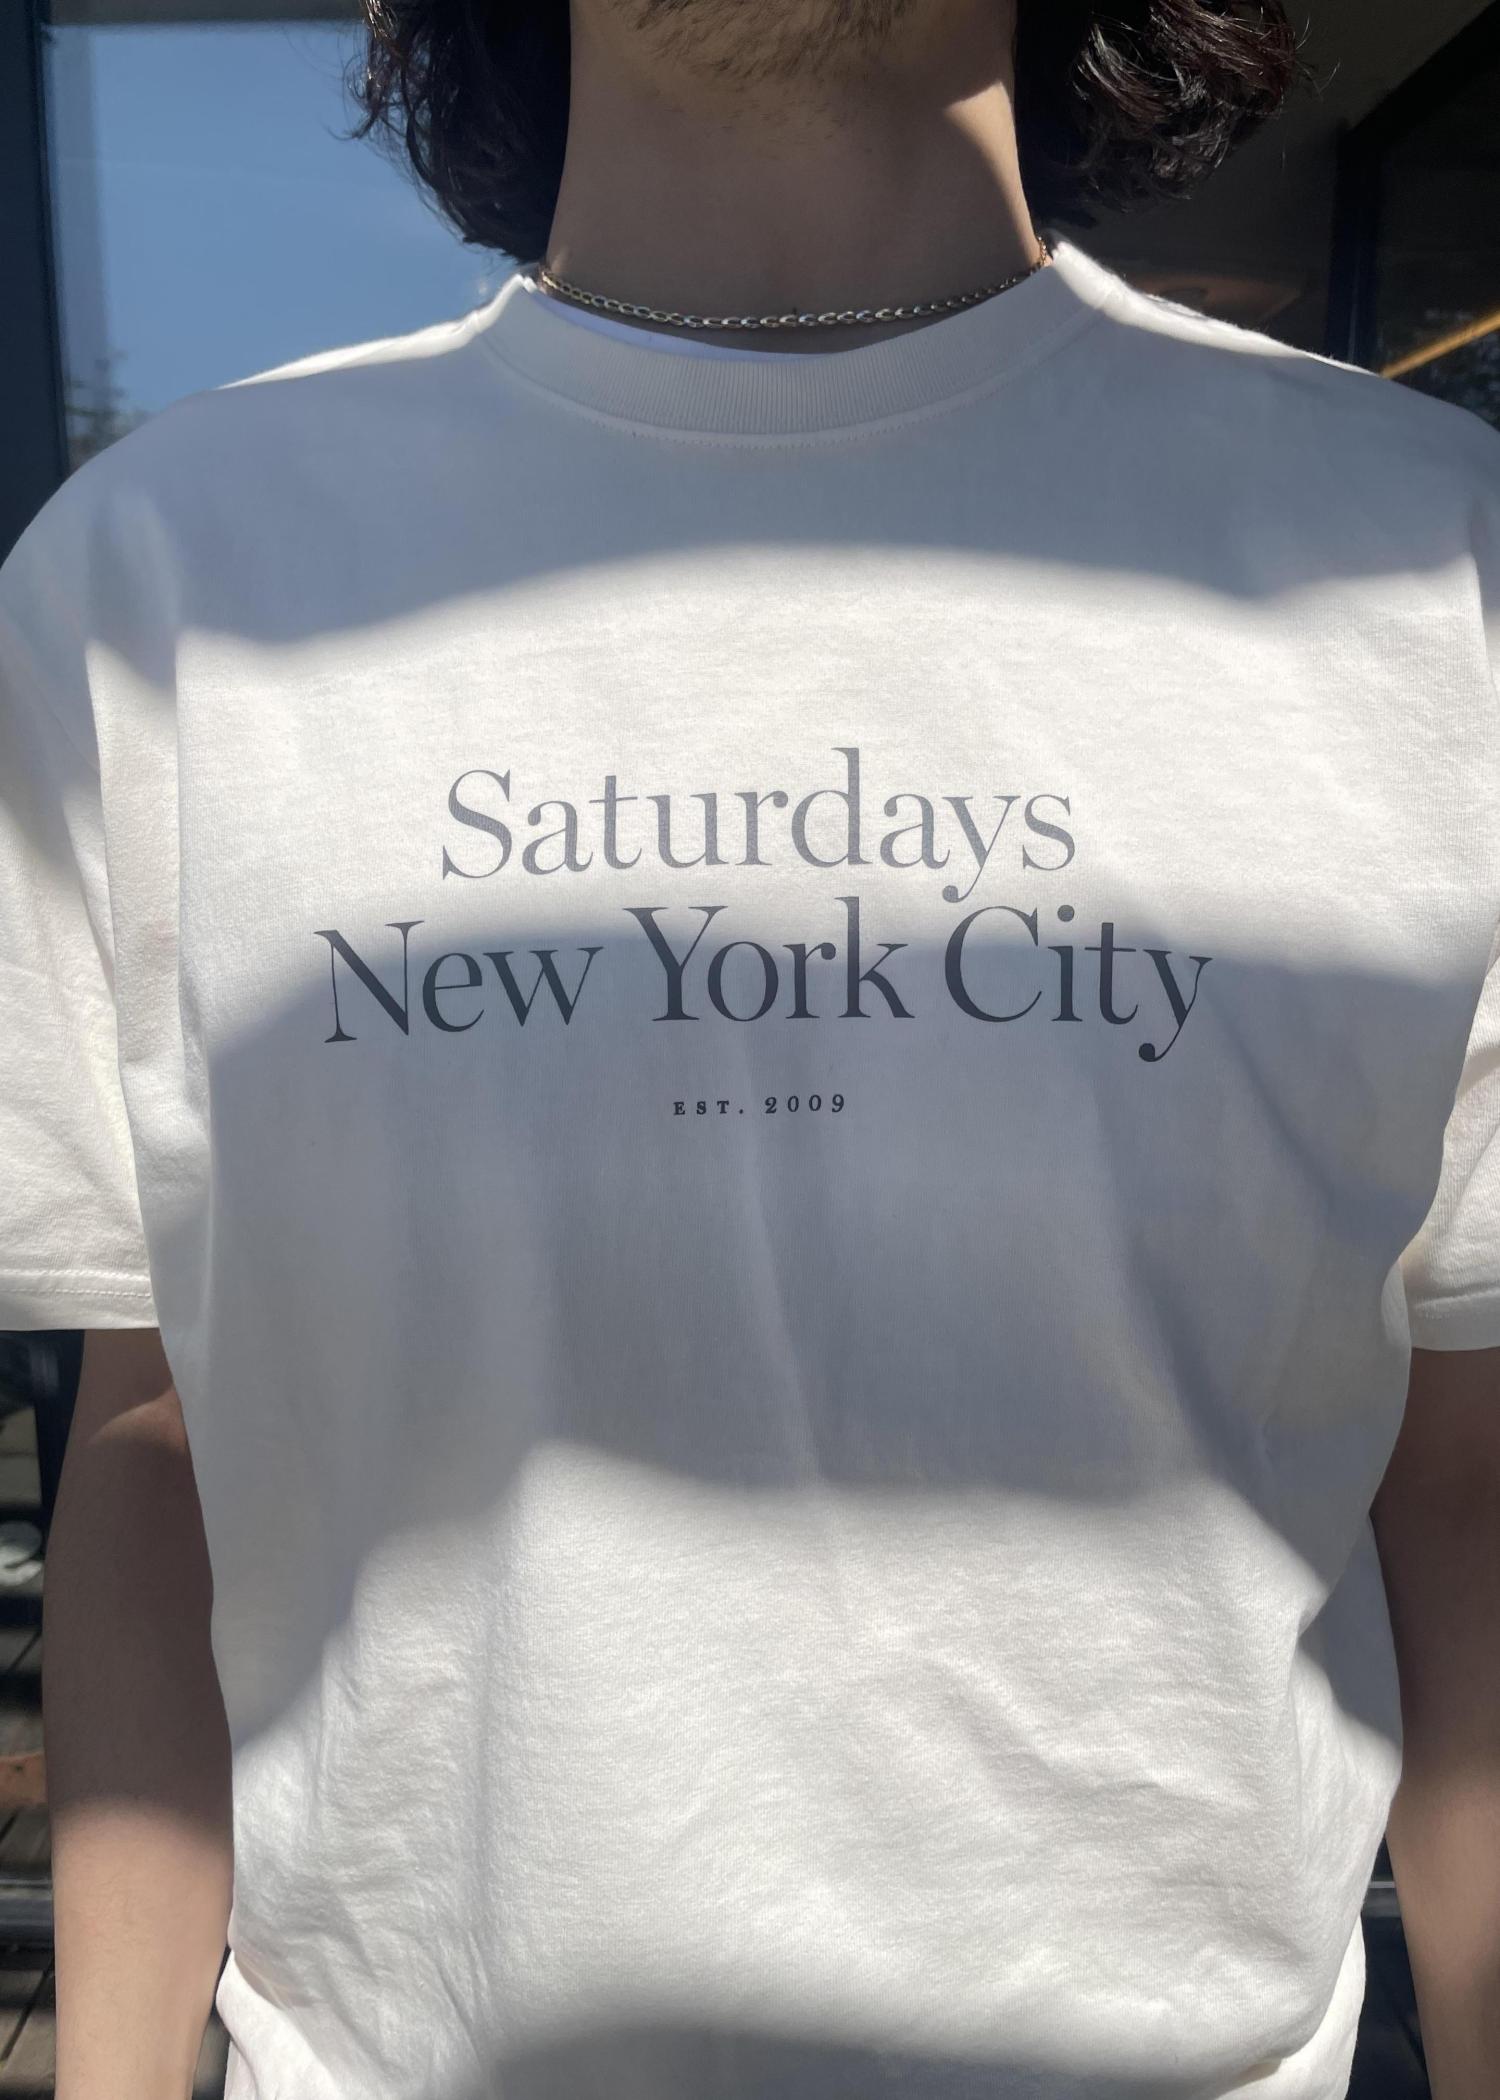 Saturdays
New York City
EST. 2009